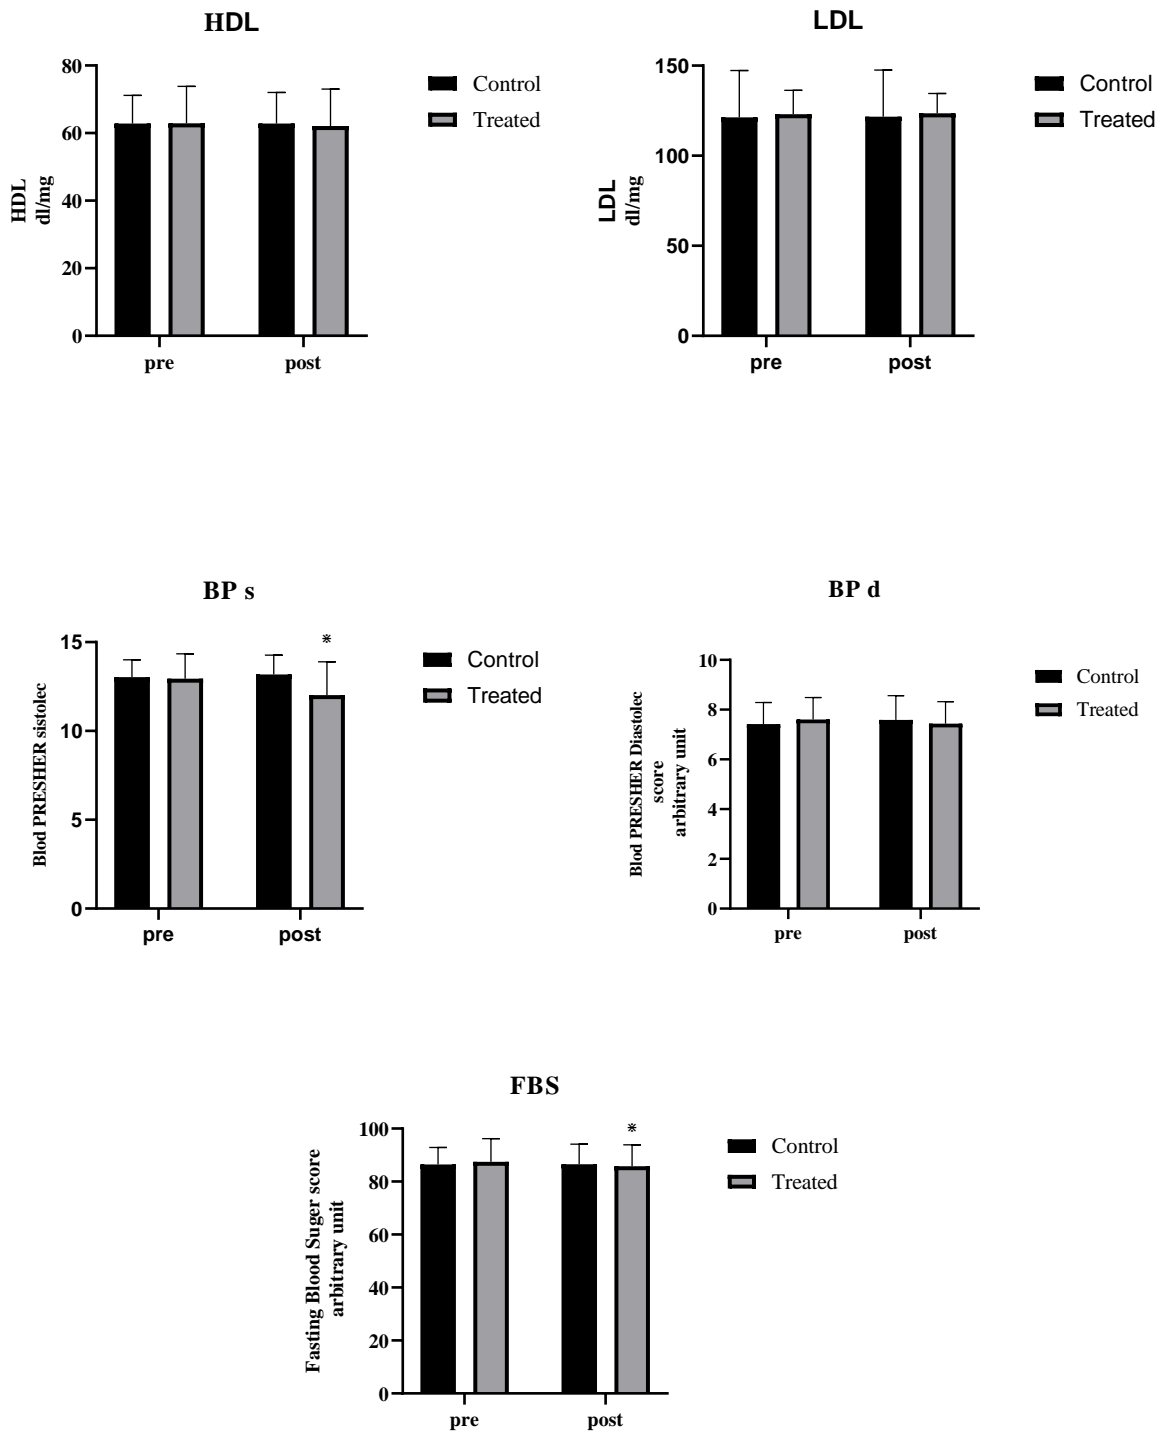 HDL
80
60
40
20
0
HDL
dl/mg
pre
post
Control
Treated
LDL
150
100
50
0
LDL
dl/mg
pre
post
Control
Treated
BP s
15
10
5
0
Blod PRESHER sistolec
*
pre
post
Control
Treated
BP d
10
8
6
4
2
0
Blod PRESHER Diastolec
score
arbitrary unit
pre
post
Control
Treated
FBS
100
80
60
40
20
0
Fasting Blood Suger score
arbitrary unit
*
pre
post
Control
Treated